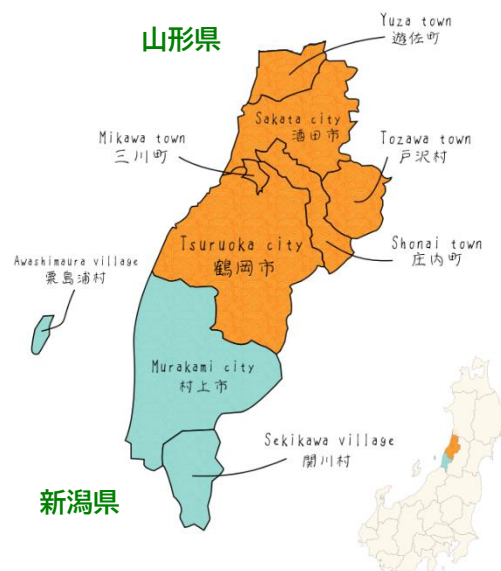 Yuza town
遊佐町
山形県
Sakata city
酒田市
Mikawa town
三川町
Tozawa town
戸沢村
Tsuruoka city
鶴岡市
Shonai town
庄内町
Awashimaura village
粟島浦村
Murakami city
村上市
Sekikawa village
関川村
新潟県